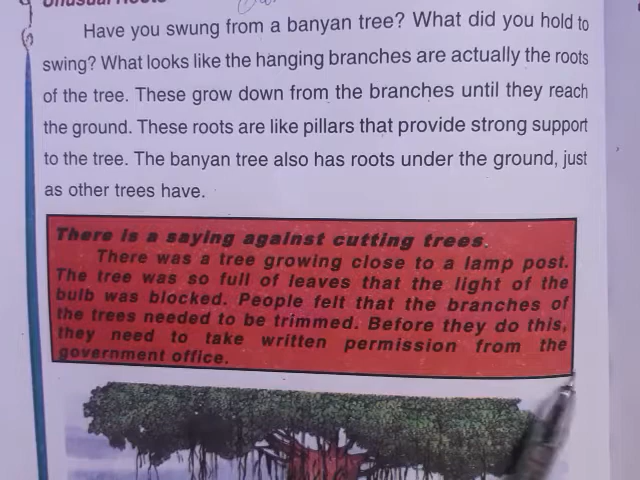 Unusual Roots
Have you swung from a banyan tree? What did you hold to
swing? What looks like the hanging branches are actually the roots
of the tree. These grow down from the branches until they reach
the ground. These roots are like pillars that provide strong support
to the tree. The banyan tree also has roots under the ground, just
as other trees have.
There is a saying against cutting trees.
There was a tree growing close to a lamp post.
The tree was so full of leaves that the light of the
bulb was blocked. People felt that the branches of
the trees needed to be trimmed. Before they do this,
they need to take written permission from the
government office.